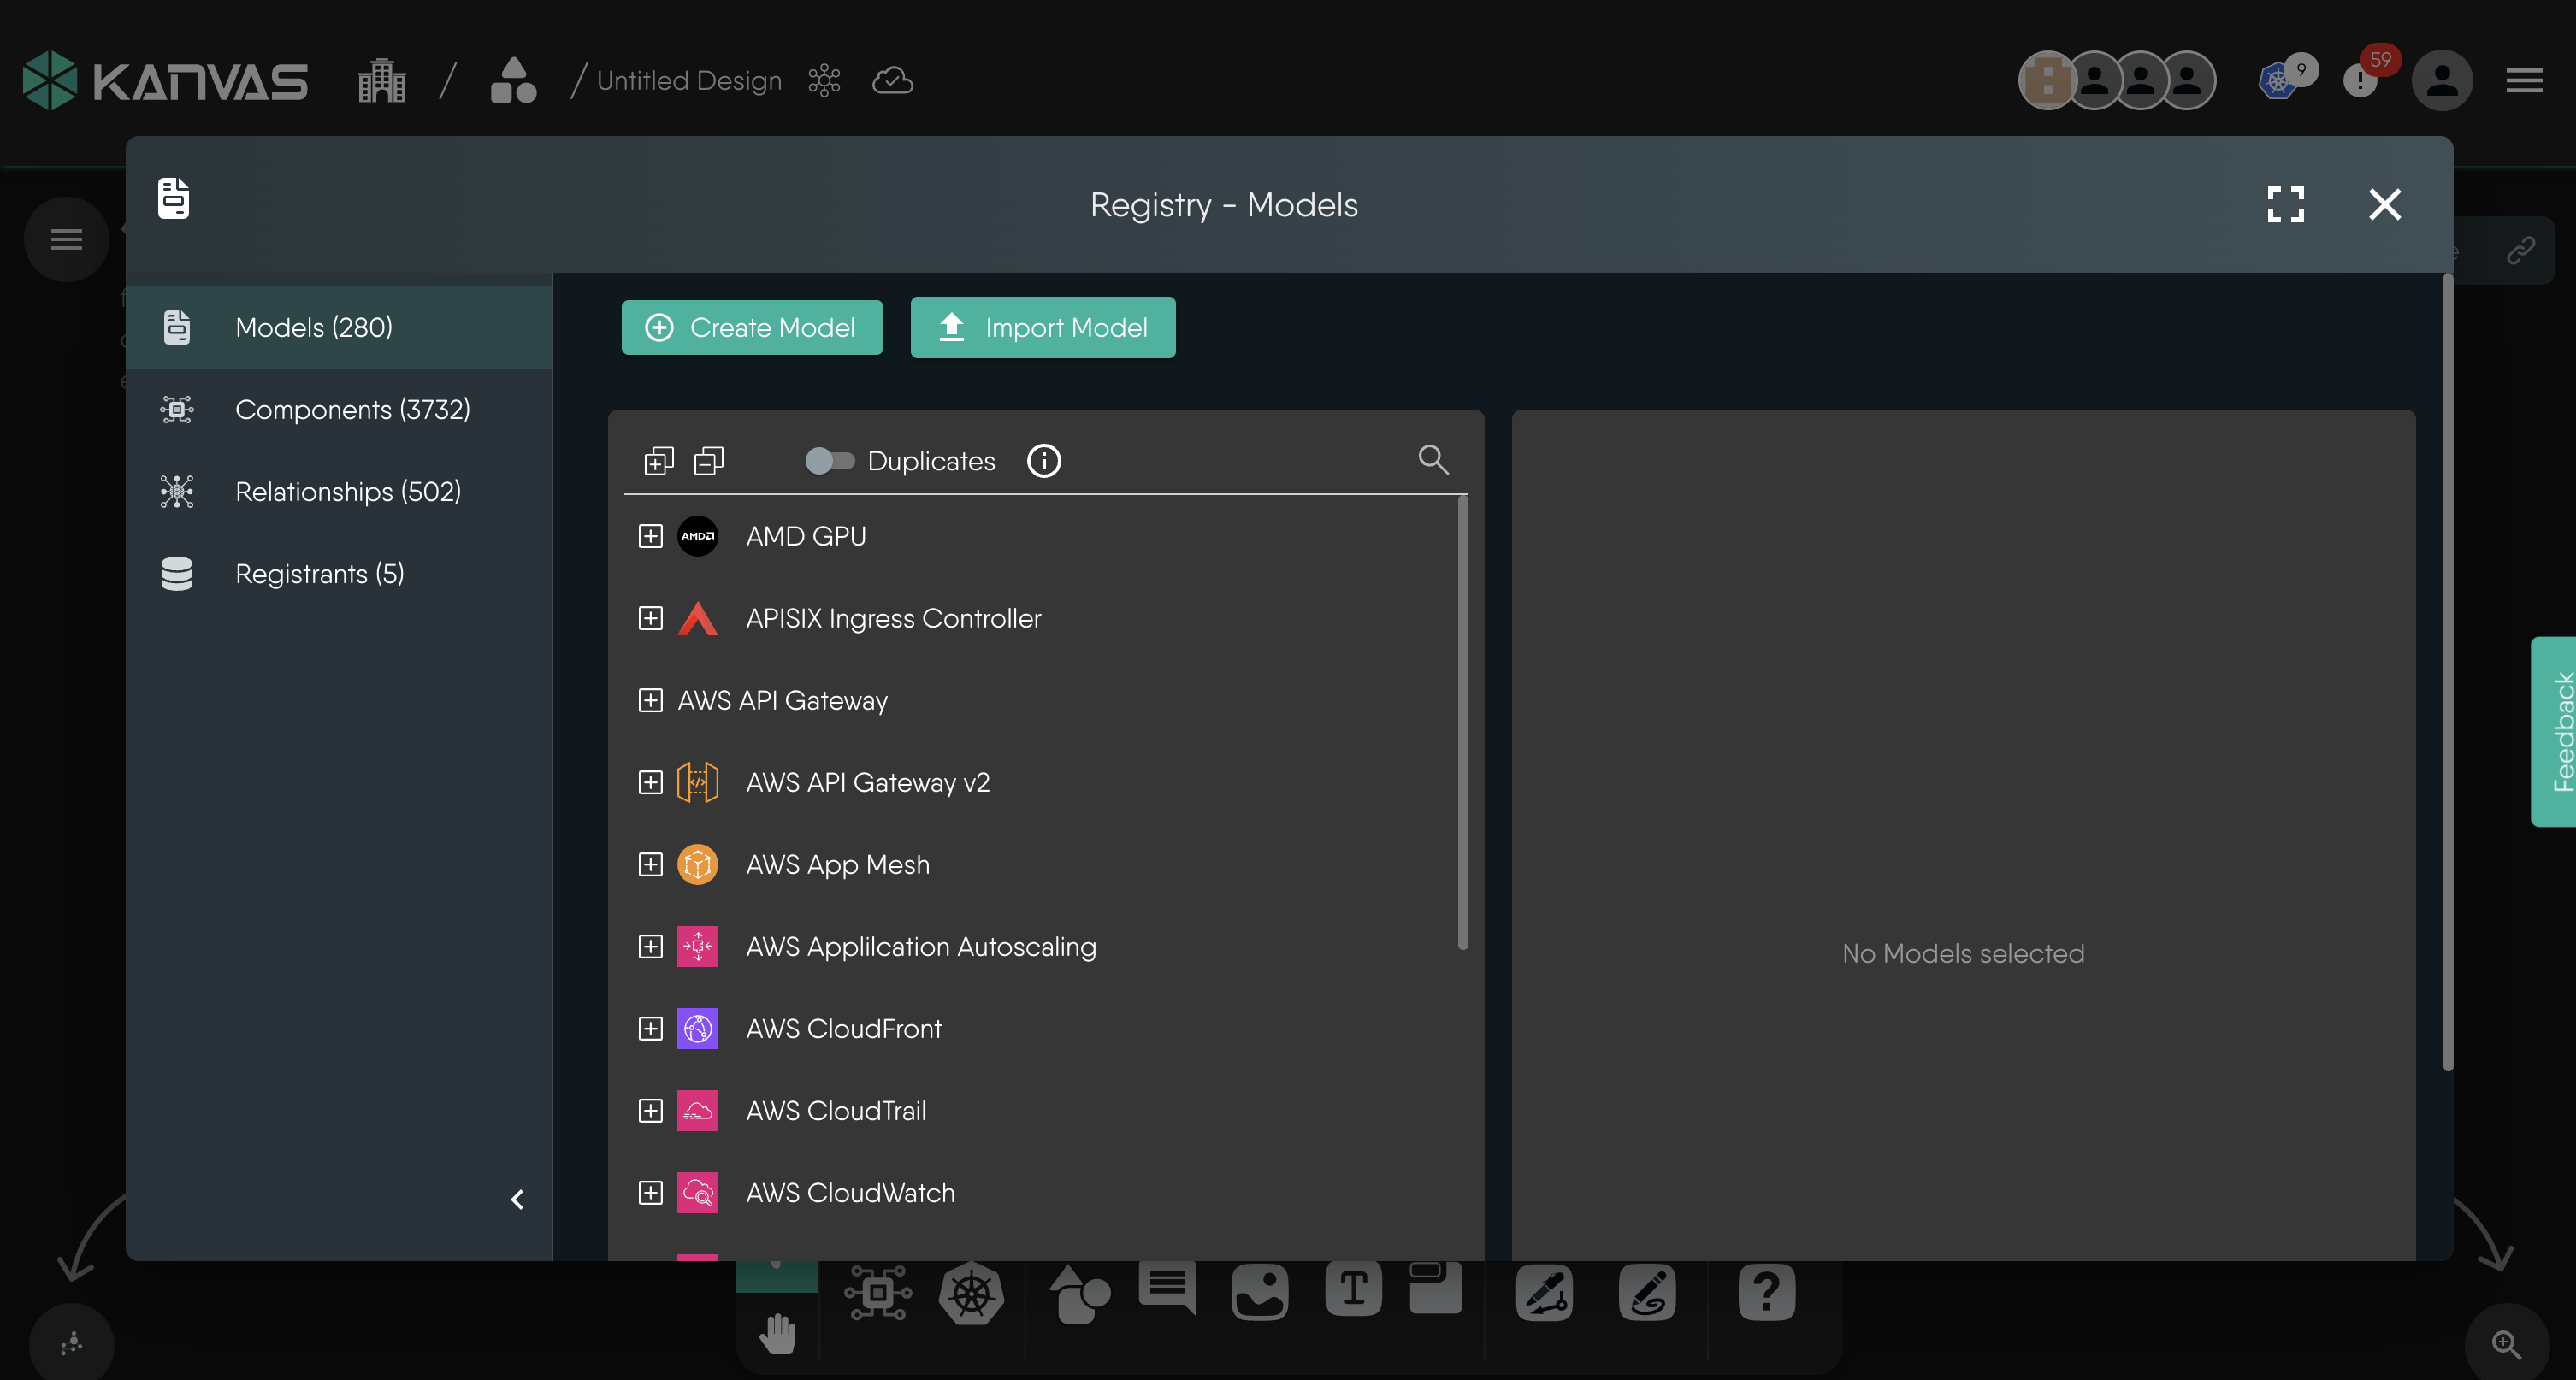 KANVAS
/
/ Untitled Design
9
59
Registry - Models
Models (280)
Components (3732)
Relationships (502)
Registrants (5)
Create Model
Import Model
Duplicates
AMD AMD GPU
APISIX Ingress Controller
AWS API Gateway
AWS API Gateway v2
AWS App Mesh
AWS Applilcation Autoscaling
AWS CloudFront
AWS CloudTrail
AWS CloudWatch
No Models selected
Feedback
T
?